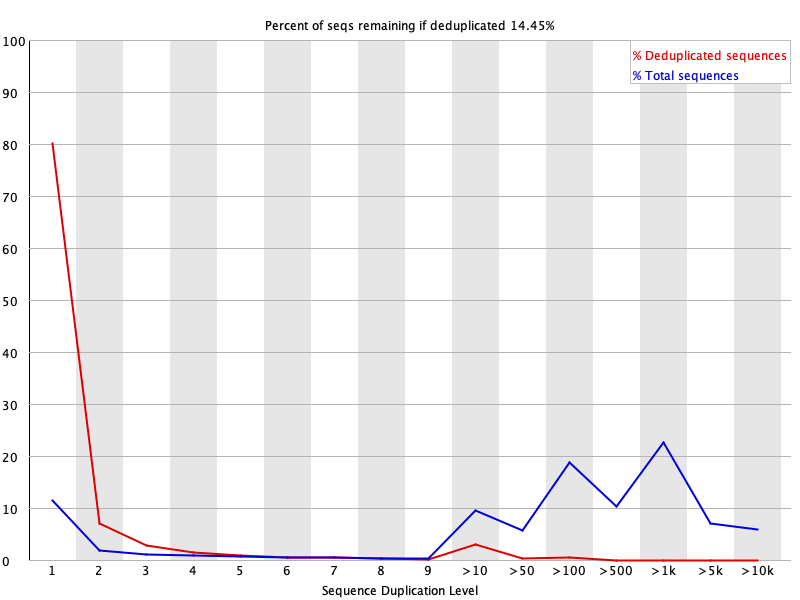 Percent of seqs remaining if deduplicated 14.45%
% Deduplicated sequences
% Total sequences
100
90
80
70
60
50
40
30
20
10
0
1 2 3 4 5 6 7 8 9 >10 >50 >100 >500 >1k >5k >10k
Sequence Duplication Level